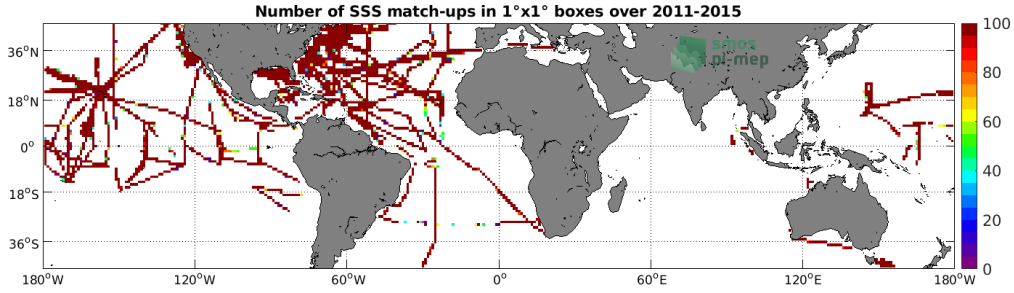 Number of SSS match-ups in 1°x1° boxes over 2011-2015
36°N
18°N
0°
18°S
36°S
180°W
120°W
60°W
0°
60°E
120°E
180°W
100
80
60
40
20
0
smos
pi-mep